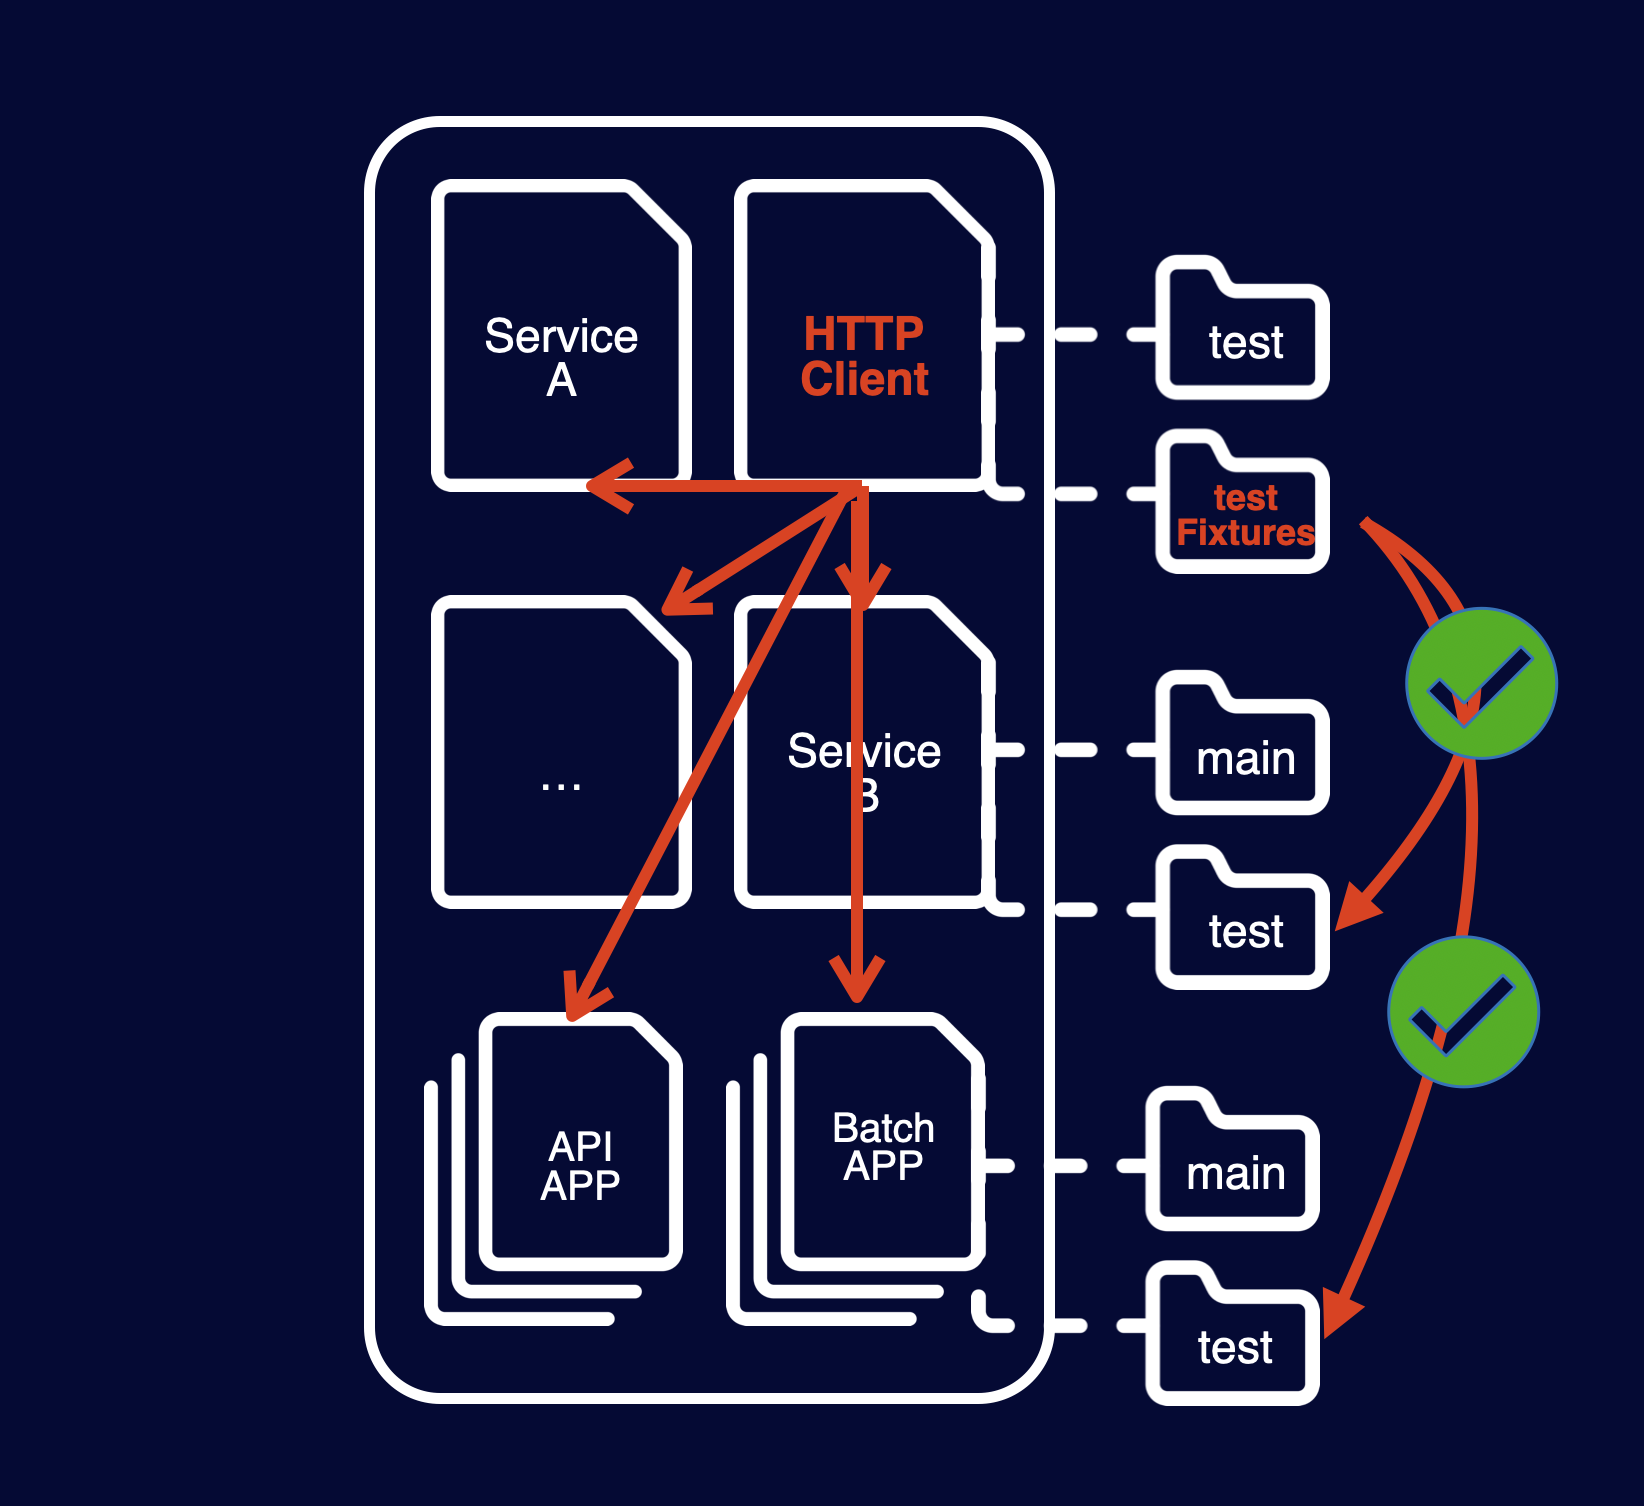 Service
A
HTTP
Client
test
test
Fixtures
...
Service
B
main
test
API
APP
Batch
APP
main
test